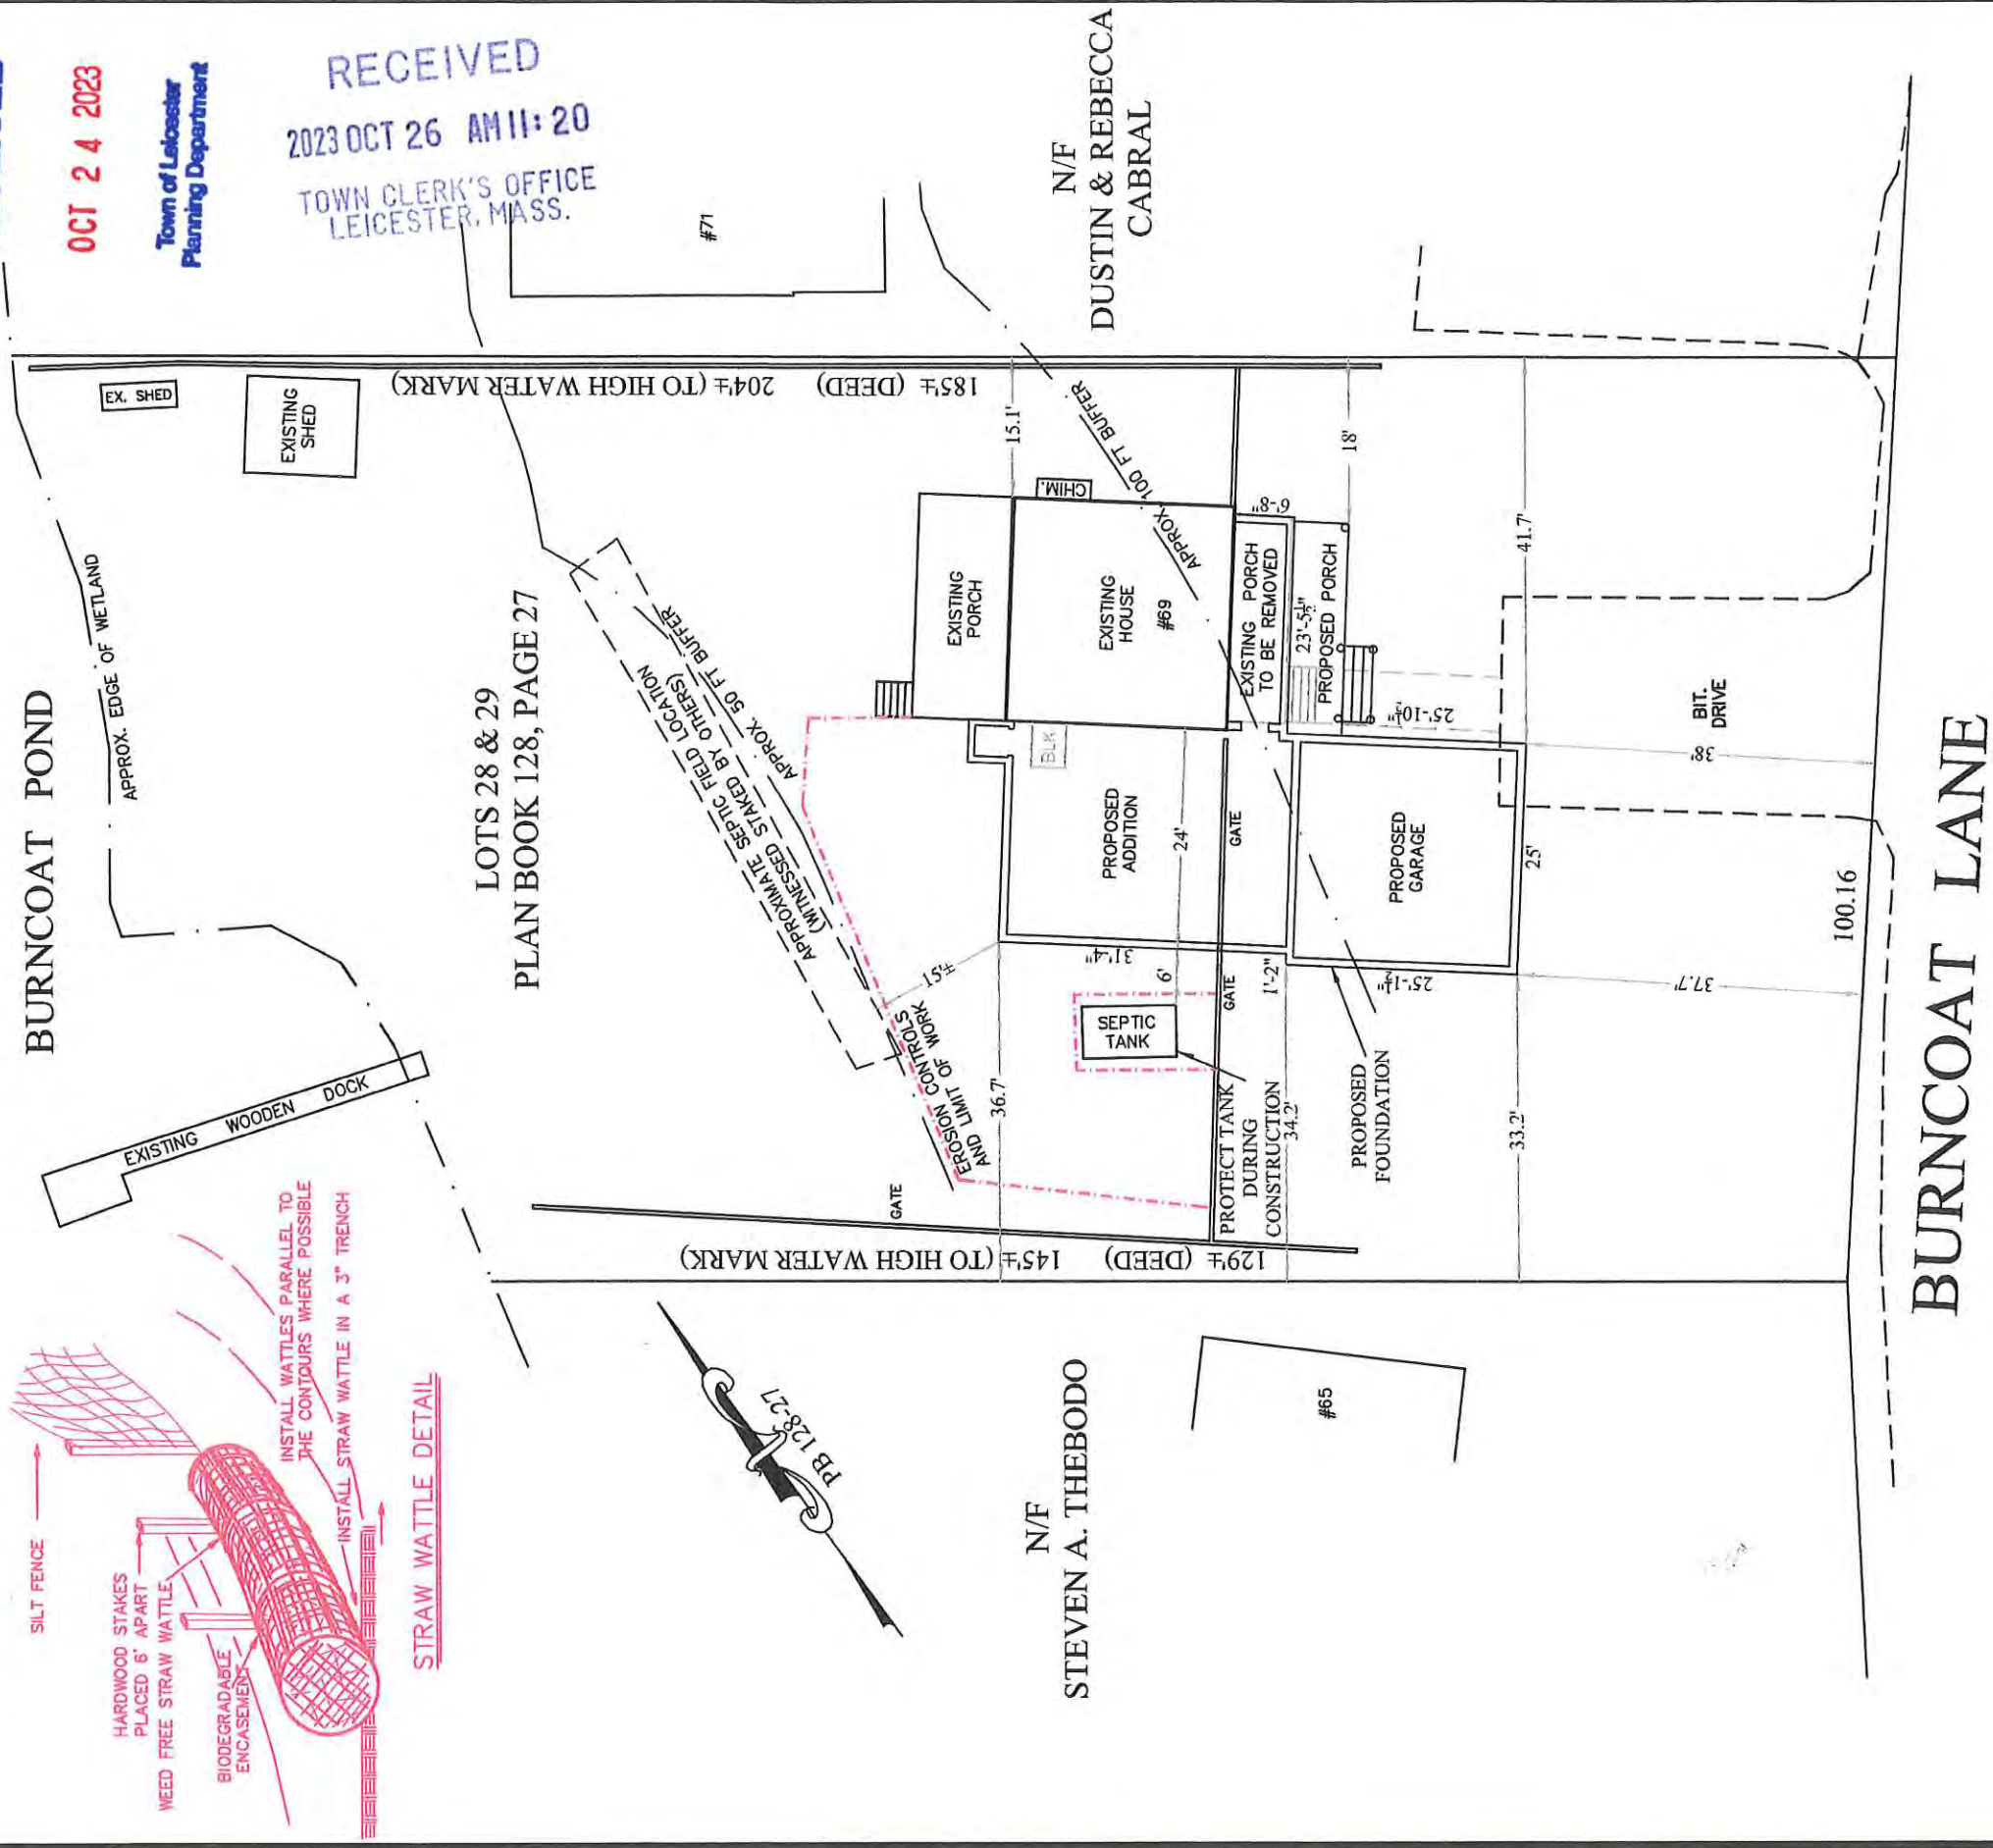 OCT 24 2023
Town of Leicester
Planning Department
RECEIVED
2023 OCT 26 AM 11:20
TOWN CLERK'S OFFICE
LEICESTER, MASS.
BURNCOAT POND
APPROX. EDGE OF WETLAND
EX. SHED
EXISTING
SHED
EXISTING WOODEN DOCK
185'± (DEED) 204'± (TO HIGH WATER MARK)
#71
N/F
DUSTIN & REBECCA
CABRAL
LOTS 28 & 29
PLAN BOOK 128, PAGE 27
APPROXIMATE SEPTIC FIELD LOCATION
(WITNESSED STAKED BY OTHERS)
APPROX. 50 FT BUFFER
APPROX. 100 FT BUFFER
EROSION CONTROLS
AND LIMIT OF WORK
EXISTING
PORCH
EXISTING
HOUSE
#69
CHIM.
15.1'
18'
41.7'
6'-8"
EXISTING PORCH
TO BE REMOVED
23'-5½"
PROPOSED PORCH
25'-10½"
BLK.
PROPOSED
ADDITION
24'
GATE
PROPOSED
GARAGE
25'
BIT.
DRIVE
38'
15'±
31'-4"
6'
1'-2"
25'-1½"
37.7'
SEPTIC
TANK
GATE
GATE
36.7'
34.2'
33.2'
PROTECT TANK
DURING
CONSTRUCTION
PROPOSED
FOUNDATION
129'± (DEED) 145'± (TO HIGH WATER MARK)
100.16
BURNCOAT LANE
N/F
STEVEN A. THEBODO
#65
PB 128-27
SILT FENCE
HARDWOOD STAKES
PLACED 6' APART
WEED FREE STRAW WATTLE
BIODEGRADABLE
ENCASEMENT
INSTALL WATTLES PARALLEL TO
THE CONTOURS WHERE POSSIBLE
INSTALL STRAW WATTLE IN A 3" TRENCH
STRAW WATTLE DETAIL